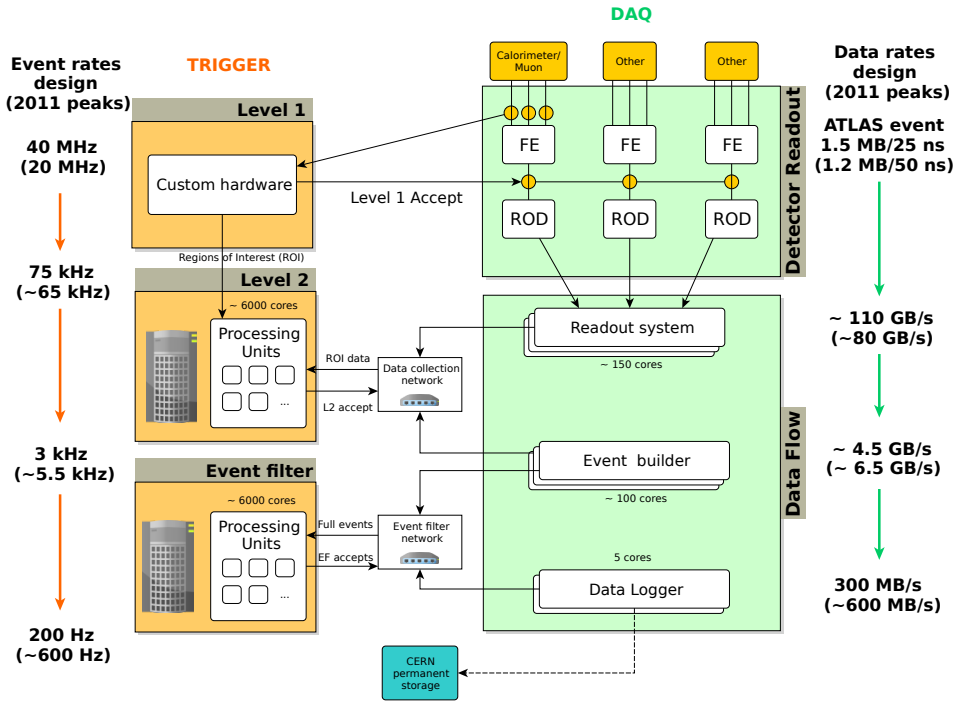 DAQ
TRIGGER
Event rates
design
(2011 peaks)
40 MHz
(20 MHz)
75 kHz
(~65 kHz)
3 kHz
(~5.5 kHz)
200 Hz
(~600 Hz)
Level 1
Custom hardware
Level 1 Accept
Regions of Interest (ROI)
Level 2
~ 6000 cores
Processing
Units
...
ROI data
L2 accept
Data collection
network
Event filter
~ 6000 cores
Processing
Units
...
Full events
EF accepts
Event filter
network
Calorimeter/
Muon
Other
Other
FE
FE
FE
ROD
ROD
ROD
Detector Readout
Readout system
~ 150 cores
Event builder
~ 100 cores
5 cores
Data Logger
Data Flow
CERN
permanent
storage
Data rates
design
(2011 peaks)
ATLAS event
1.5 MB/25 ns
(1.2 MB/50 ns)
~ 110 GB/s
(~80 GB/s)
~ 4.5 GB/s
(~ 6.5 GB/s)
300 MB/s
(~600 MB/s)